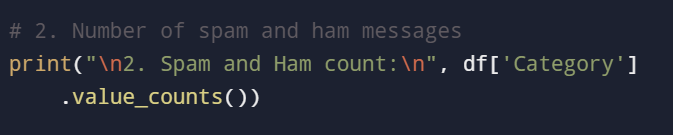 # 2. Number of spam and ham messages
print("\n2. Spam and Ham count:\n", df['Category']
.value_counts())